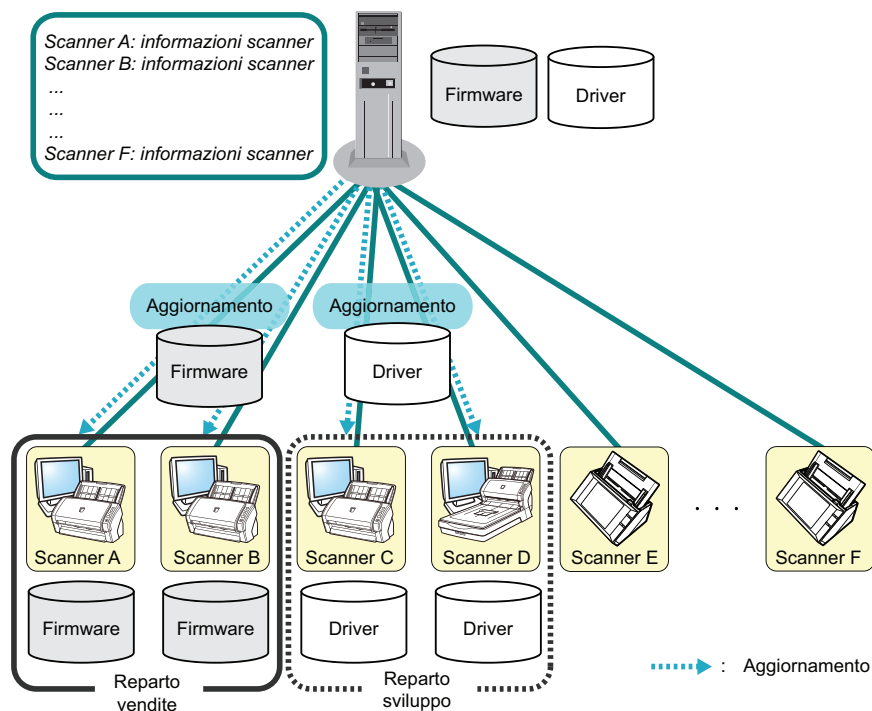 Scanner A: informazioni scanner
Scanner B: informazioni scanner
...
...
...
Scanner F: informazioni scanner
Firmware
Driver
Aggiornamento
Aggiornamento
Firmware
Driver
Scanner A
Scanner B
Scanner C
Scanner D
Scanner E
. . .
Scanner F
Firmware
Firmware
Driver
Driver
Reparto
vendite
Reparto
sviluppo
: Aggiornamento